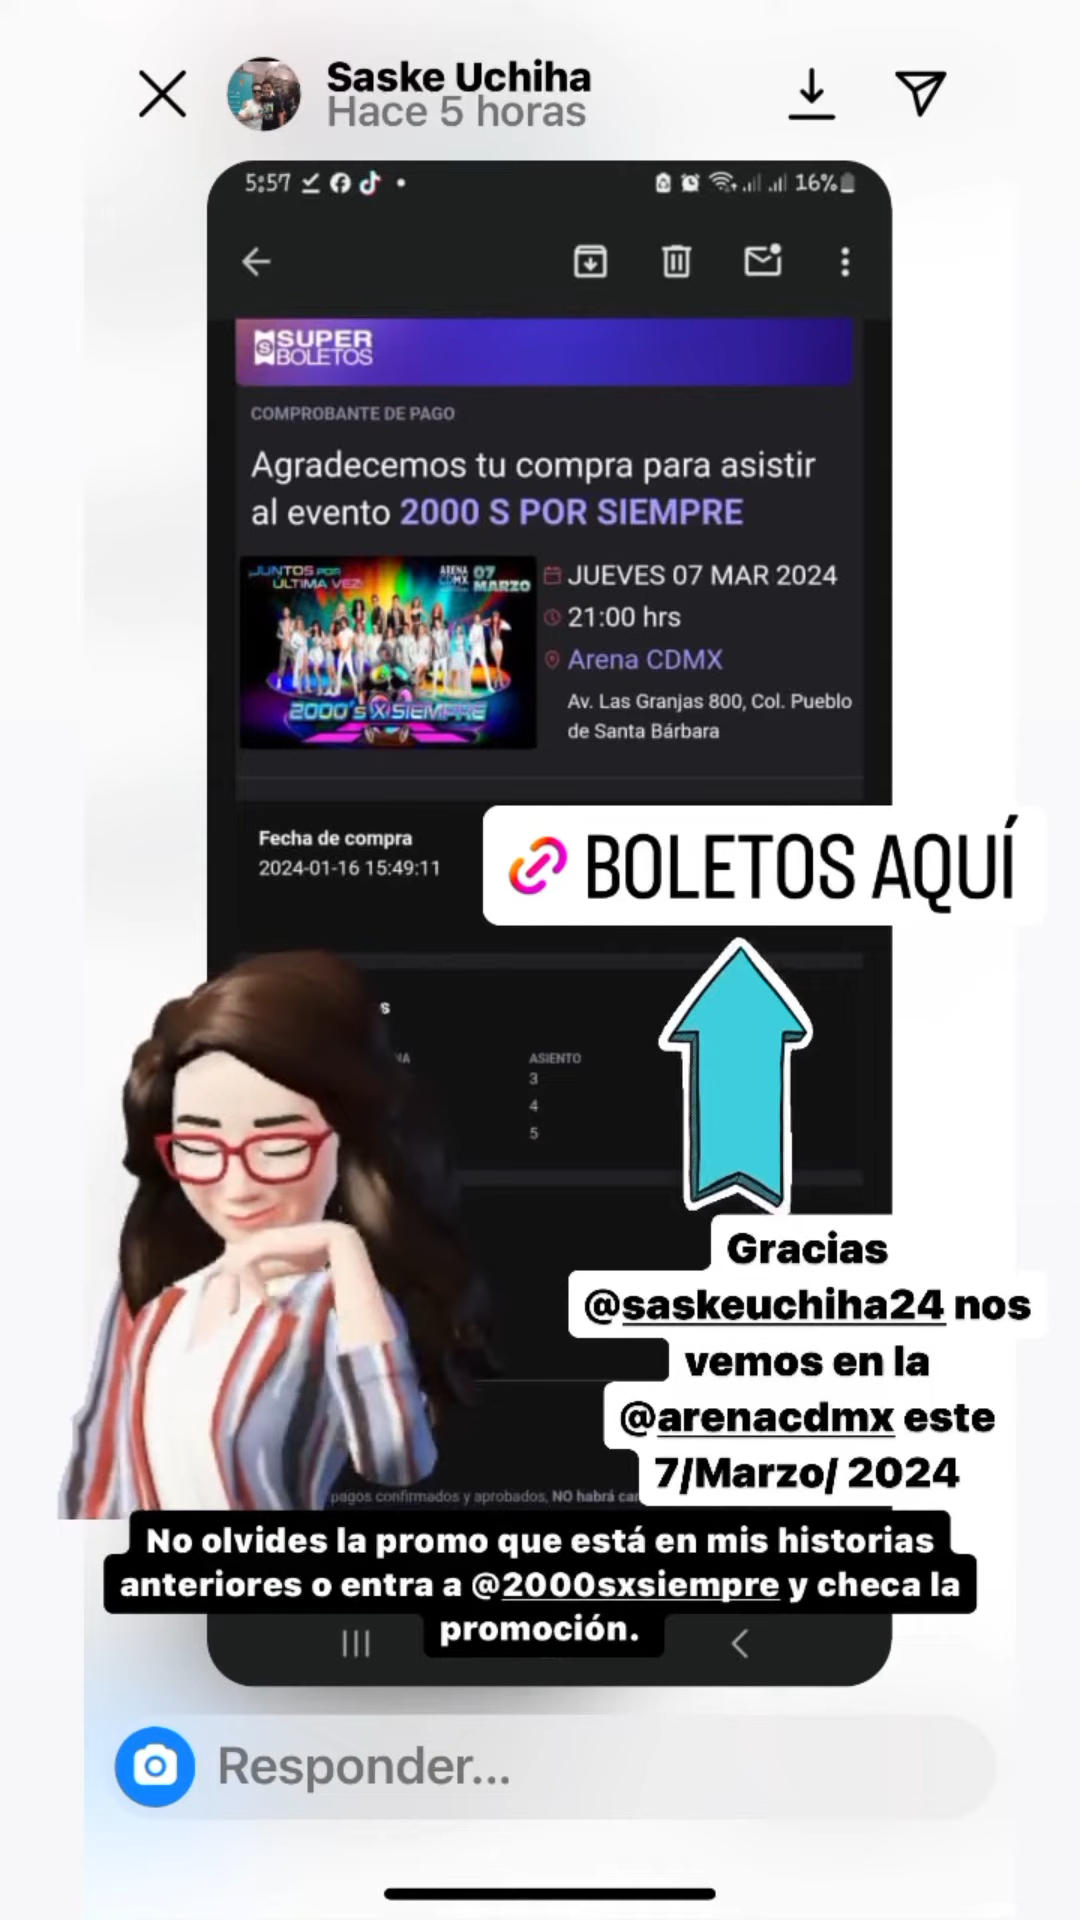 Saske Uchiha
Hace 5 horas
5:57
16%
SUPER
BOLETOS
COMPROBANTE DE PAGO
Agradecemos tu compra para asistir
al evento 2000 S POR SIEMPRE
¡JUNTOS POR
ÚLTIMA VEZ!
ARENA
CDMX
07
MARZO
2000'S X SIEMPRE
JUEVES 07 MAR 2024
21:00 hrs
Arena CDMX
Av. Las Granjas 800, Col. Pueblo
de Santa Bárbara
Fecha de compra
2024-01-16 15:49:11
BOLETOS AQUÍ
s
NA
ASIENTO
3
4
5
Gracias
@saskeuchiha24 nos
vemos en la
@arenacdmx este
7/Marzo/ 2024
pagos confirmados y aprobados, NO habrá
No olvides la promo que está en mis historias
anteriores o entra a @2000sxsiempre y checa la
promoción.
Responder...